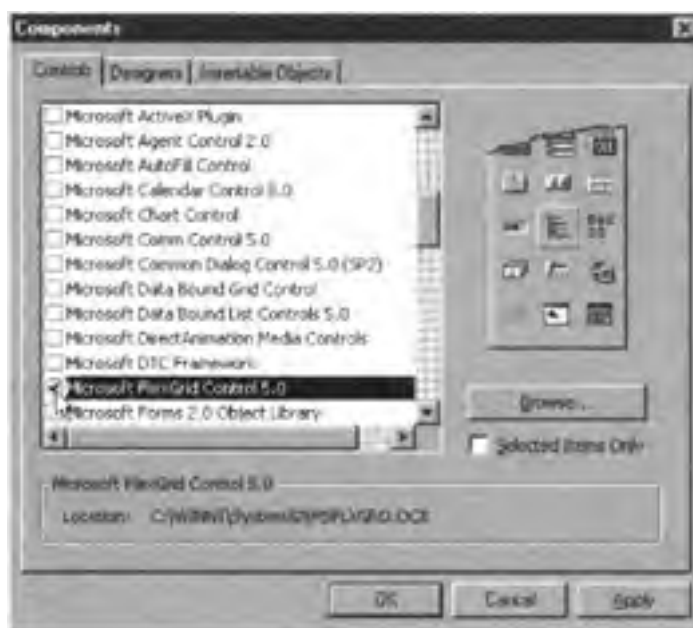 Components
Controls
Designers
Insertable Objects
Microsoft ActiveX Plugin
Microsoft Agent Control 2.0
Microsoft AutoFill Control
Microsoft Calendar Control 8.0
Microsoft Chart Control
Microsoft Comm Control 5.0
Microsoft Common Dialog Control 5.0 (SP2)
Microsoft Data Bound Grid Control
Microsoft Data Bound List Controls 5.0
Microsoft DirectAnimation Media Controls
Microsoft DTC Framework
Microsoft FlexGrid Control 5.0
Microsoft Forms 2.0 Object Library
Browse...
Selected Items Only
Microsoft FlexGrid Control 5.0
Location:
OK
Cancel
Apply